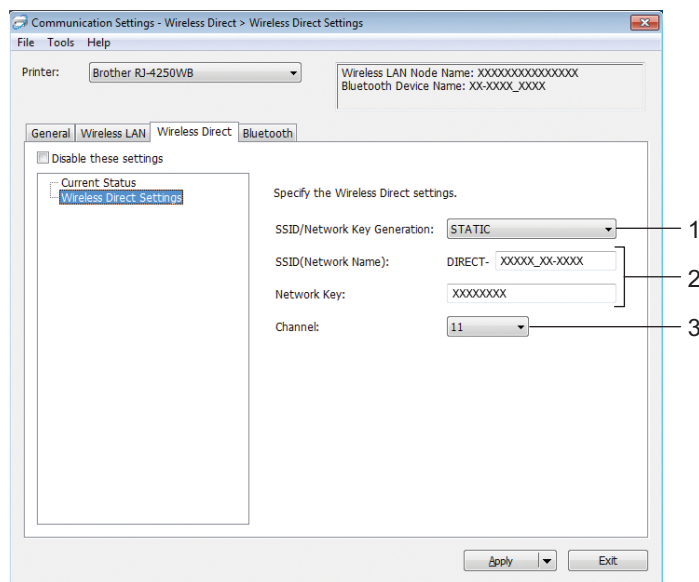 Communication Settings - Wireless Direct > Wireless Direct Settings
File Tools Help
Printer: Brother RJ-4250WB
Wireless LAN Node Name: XXXXXXXXXXXXXXX
Bluetooth Device Name: XX-XXXX_XXXX
General Wireless LAN Wireless Direct Bluetooth
Disable these settings
Current Status
Wireless Direct Settings
Specify the Wireless Direct settings.
SSID/Network Key Generation: STATIC 1
SSID(Network Name): DIRECT- XXXXX_XX-XXXX
2
Network Key: XXXXXXXX
Channel: 11 3
Apply Exit